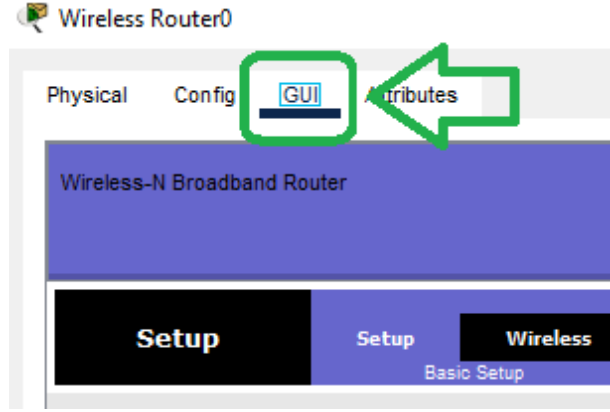 Wireless Router0
Physical Config GUI Attributes
Wireless-N Broadband Router
Setup Setup Wireless
Basic Setup